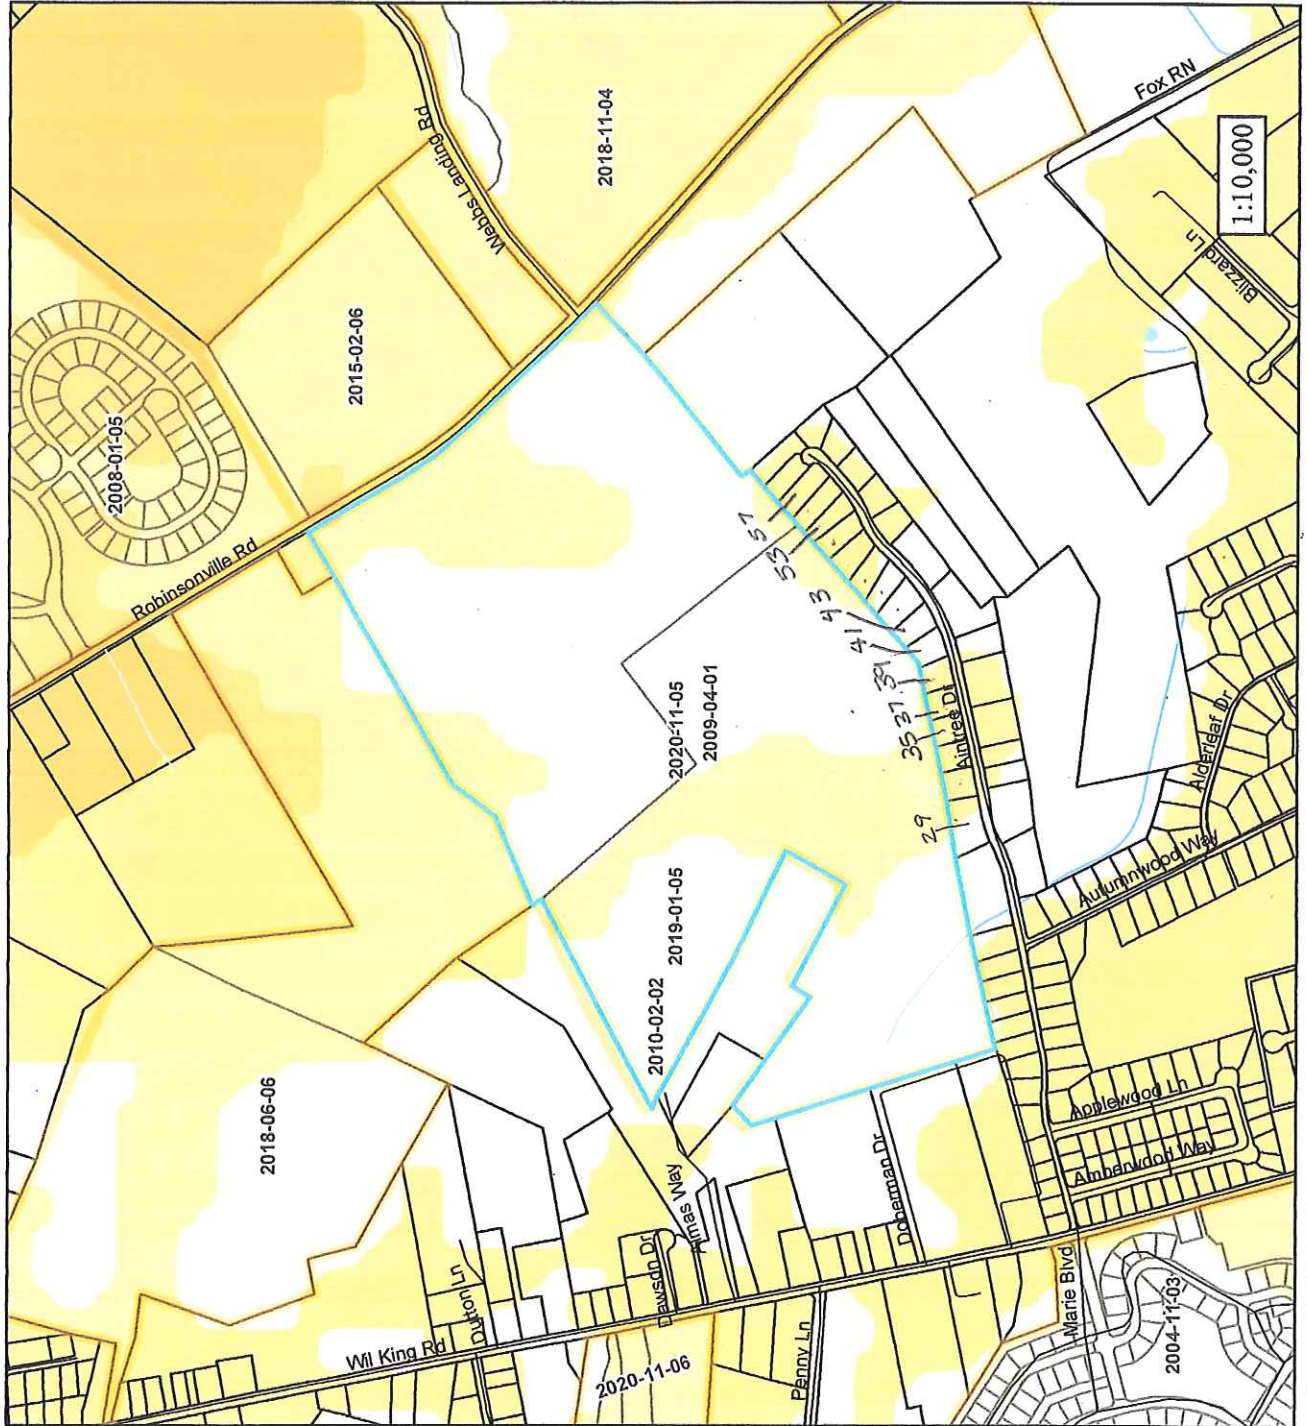 2008-01-05
Robinsonville Rd
2015-02-06
Webbs Landing Rd
2018-11-04
Fox RN
1:10,000
Blizzard Ln
57
53
43
41
39
37
35
29
2020-11-05
2009-04-01
2019-01-05
2010-02-02
Aintree Dr
Alderleaf Dr
Autumnwood Way
Applewood Ln
Amberwood Way
Doberman Dr
2018-06-06
Wil King Rd
Dutton Ln
Dawson Dr
Almas Way
2020-11-06
Penny Ln
Marie Blvd
2004-11-03